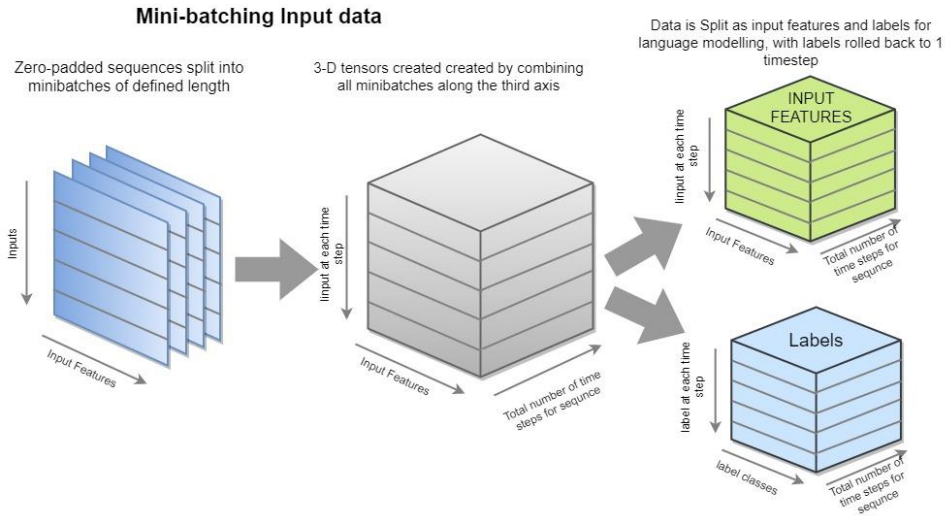 Mini-batching Input data
Zero-padded sequences split into
minibatches of defined length
Inputs
Input Features
3-D tensors created created by combining
all minibatches along the third axis
Iinput at each time
step
Input Features
Total number of time
steps for sequnce
Data is Split as input features and labels for
language modelling, with labels rolled back to 1
timestep
INPUT
FEATURES
Iinput at each time
step
Input Features
Total number of
time steps for
sequnce
Labels
label at each time
step
label classes
Total number of
time steps for
sequnce